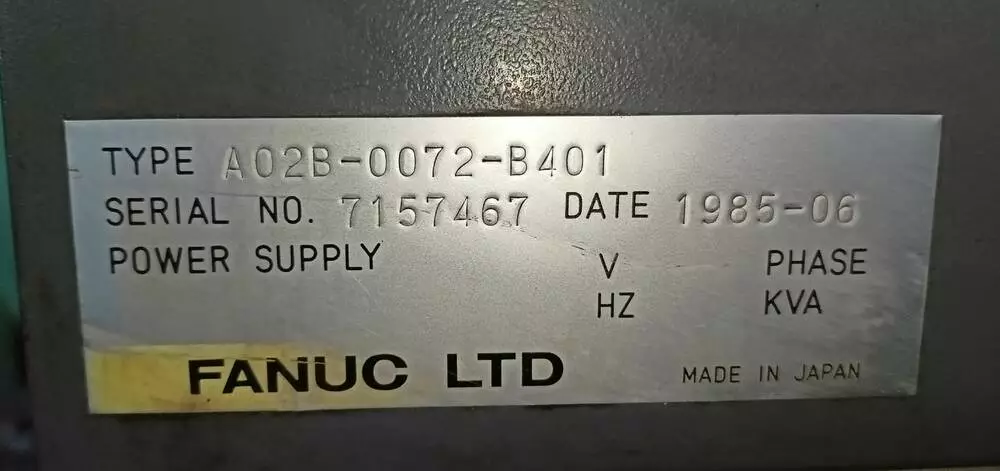 TYPE A02B-0072-B401
SERIAL NO. 7157467 DATE 1985-06
POWER SUPPLY V PHASE
HZ KVA
FANUC LTD MADE IN JAPAN